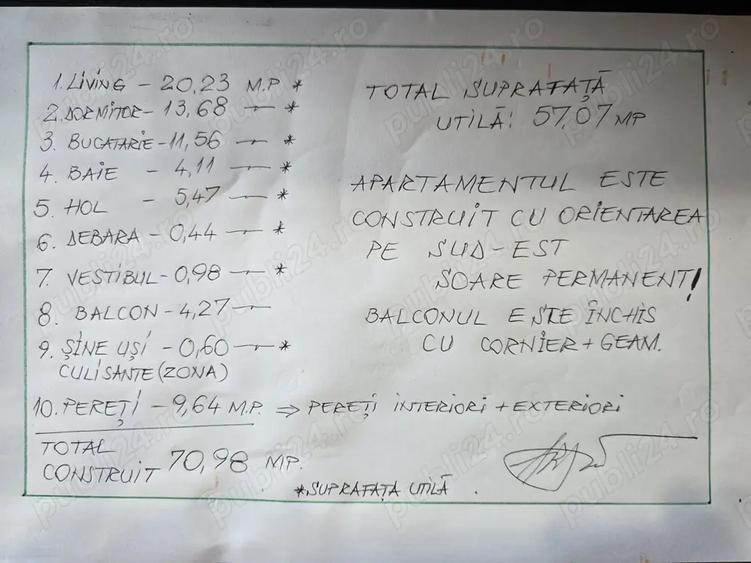 1. LIVING - 20,23 M.P *
2. DORMITOR - 13,68 —〃— *
3. BUCATARIE - 11,56 —〃— *
4. BAIE - 4,11 —〃— *
5. HOL - 5,47 —〃— *
6. DEBARA - 0,44 —〃— *
7. VESTIBUL - 0,98 —〃— *
8. BALCON - 4,27 —〃—
9. ȘINE UȘI - 0,60 —〃— *
CULISANTE (ZONA)
10. PEREȚI - 9,64 M.P. ⇒ PEREȚI INTERIORI + EXTERIORI
TOTAL
CONSTRUIT 70,98 MP.
*SUPRAFAȚA UTILĂ.
TOTAL SUPRAFAȚĂ
UTILĂ: 57,07 MP
APARTAMENTUL ESTE
CONSTRUIT CU ORIENTAREA
PE SUD-EST
SOARE PERMANENT!
BALCONUL ESTE ÎNCHIS
CU CORNIER + GEAM.
publi24.ro